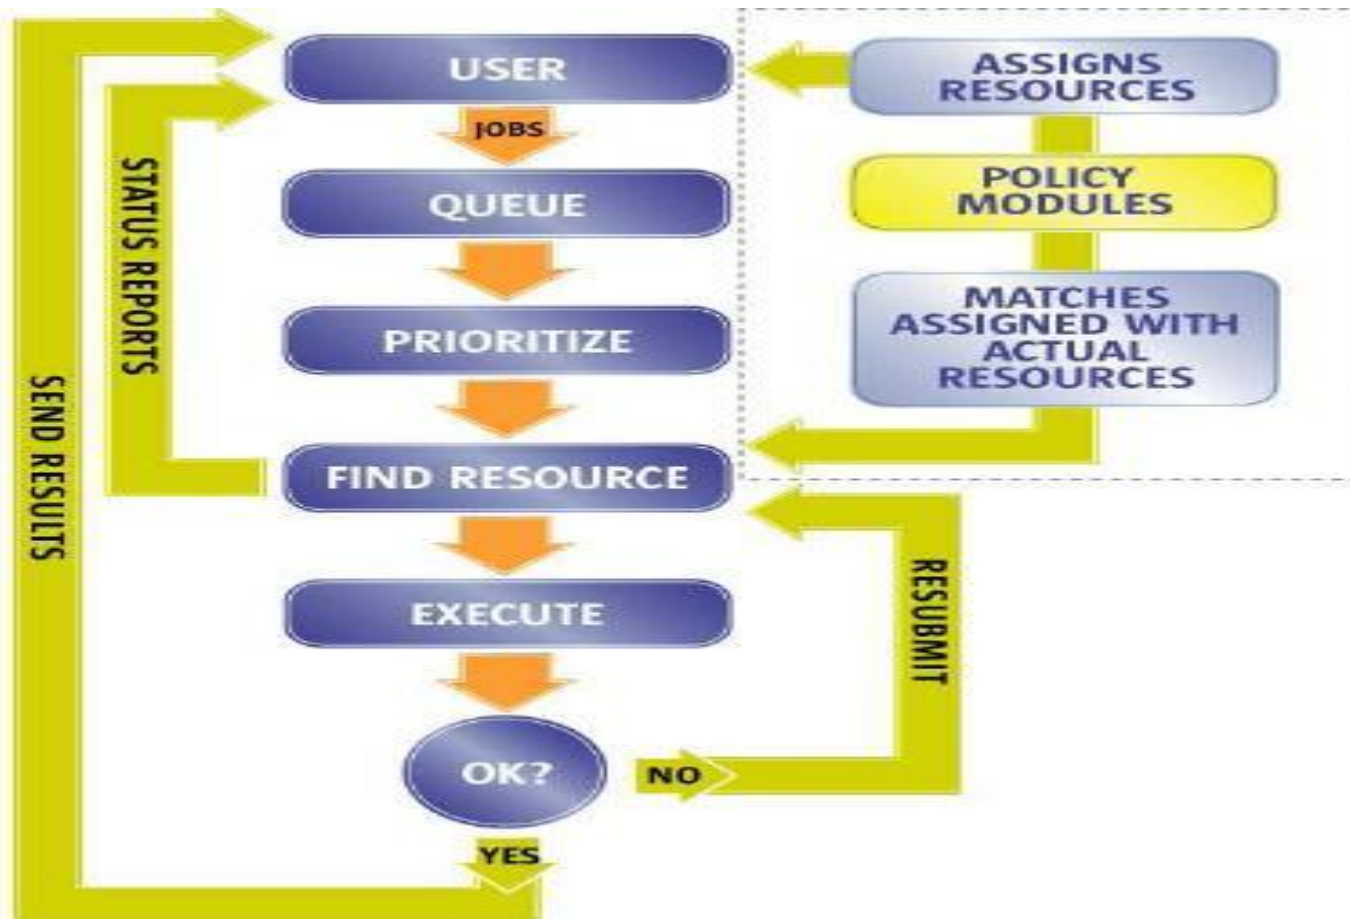 USER
JOBS
QUEUE
PRIORITIZE
FIND RESOURCE
EXECUTE
OK?
NO
YES
RESUBMIT
STATUS REPORTS
SEND RESULTS
ASSIGNS
RESOURCES
POLICY
MODULES
MATCHES
ASSIGNED WITH
ACTUAL
RESOURCES